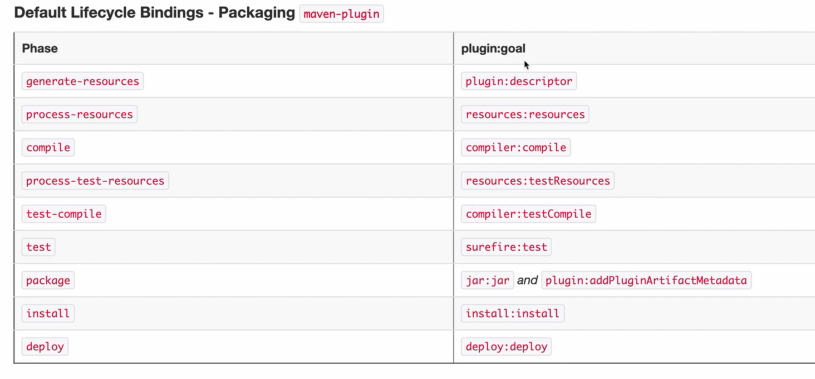 Default Lifecycle Bindings - Packaging maven-plugin
Phase plugin:goal
generate-resources plugin:descriptor
process-resources resources:resources
compile compiler:compile
process-test-resources resources:testResources
test-compile compiler:testCompile
test surefire:test
package jar:jar and plugin:addPluginArtifactMetadata
install install:install
deploy deploy:deploy